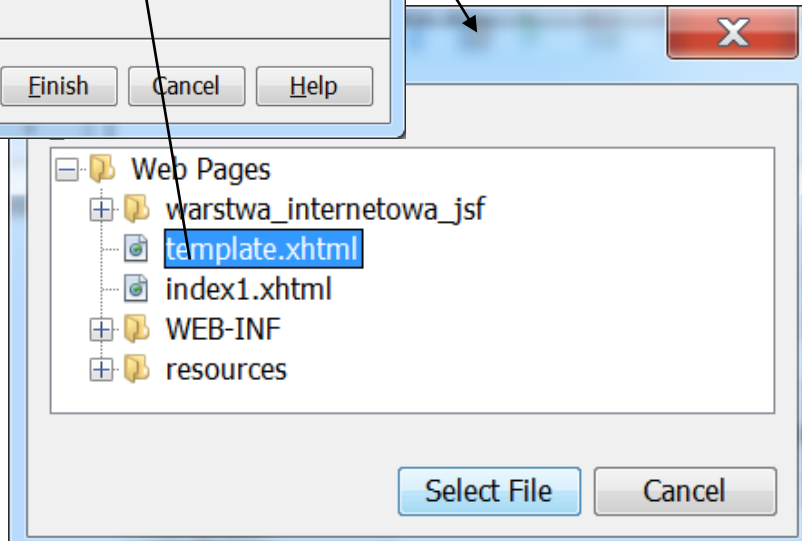 Finish Cancel Help
Web Pages
warstwa_internetowa_jsf
template.xhtml
index1.xhtml
WEB-INF
resources
Select File Cancel